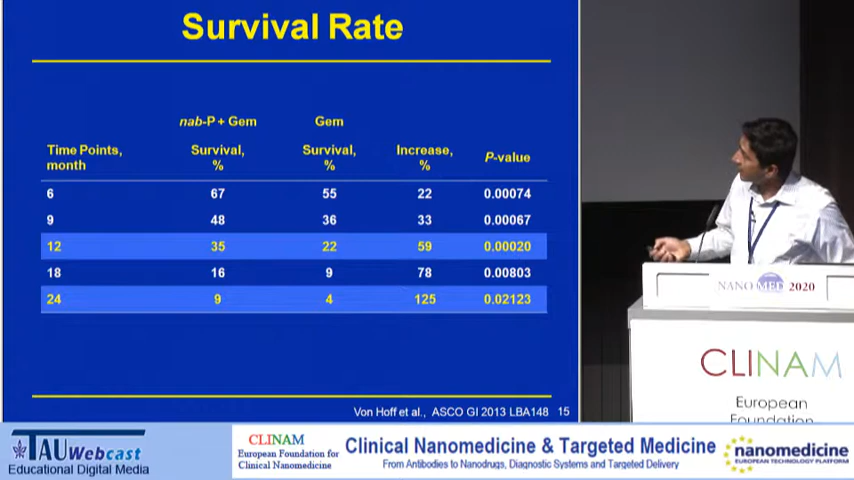 Survival Rate
nab-P + Gem Gem
Time Points, month Survival, % Survival, % Increase, % P-value
6 67 55 22 0.00074
9 48 36 33 0.00067
12 35 22 59 0.00020
18 16 9 78 0.00803
24 9 4 125 0.02123
Von Hoff et al., ASCO GI 2013 LBA148 15
NANOMED 2020
CLINAM
European
Foundation
TAUWebcast
Educational Digital Media
CLINAM
European Foundation for
Clinical Nanomedicine
Clinical Nanomedicine & Targeted Medicine
From Antibodies to Nanodrugs, Diagnostic Systems and Targeted Delivery
nanomedicine
EUROPEAN TECHNOLOGY PLATFORM